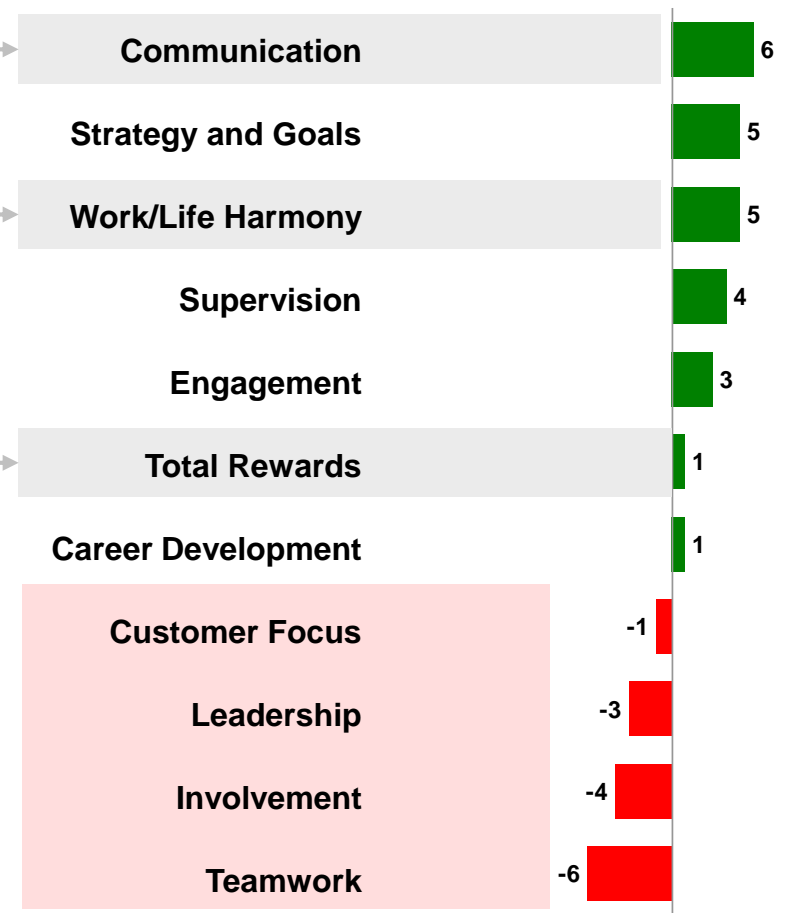 Communication 6
Strategy and Goals 5
Work/Life Harmony 5
Supervision 4
Engagement 3
Total Rewards 1
Career Development 1
Customer Focus -1
Leadership -3
Involvement -4
Teamwork -6